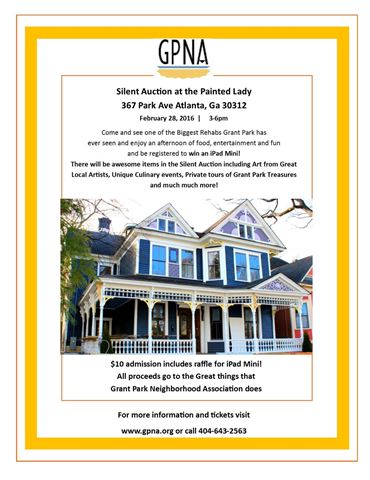 GPNA
Silent Auction at the Painted Lady
367 Park Ave Atlanta, Ga 30312
February 28, 2016 | 3-6pm
Come and see one of the Biggest Rehabs Grant Park has
ever seen and enjoy an afternoon of food, entertainment and fun
and be registered to win an iPad Mini!
There will be awesome items in the Silent Auction including Art from Great
Local Artists, Unique Culinary events, Private tours of Grant Park Treasures
and much much more!
$10 admission includes raffle for iPad Mini!
All proceeds go to the Great things that
Grant Park Neighborhood Association does
For more information and tickets visit
www.gpna.org or call 404-643-2563